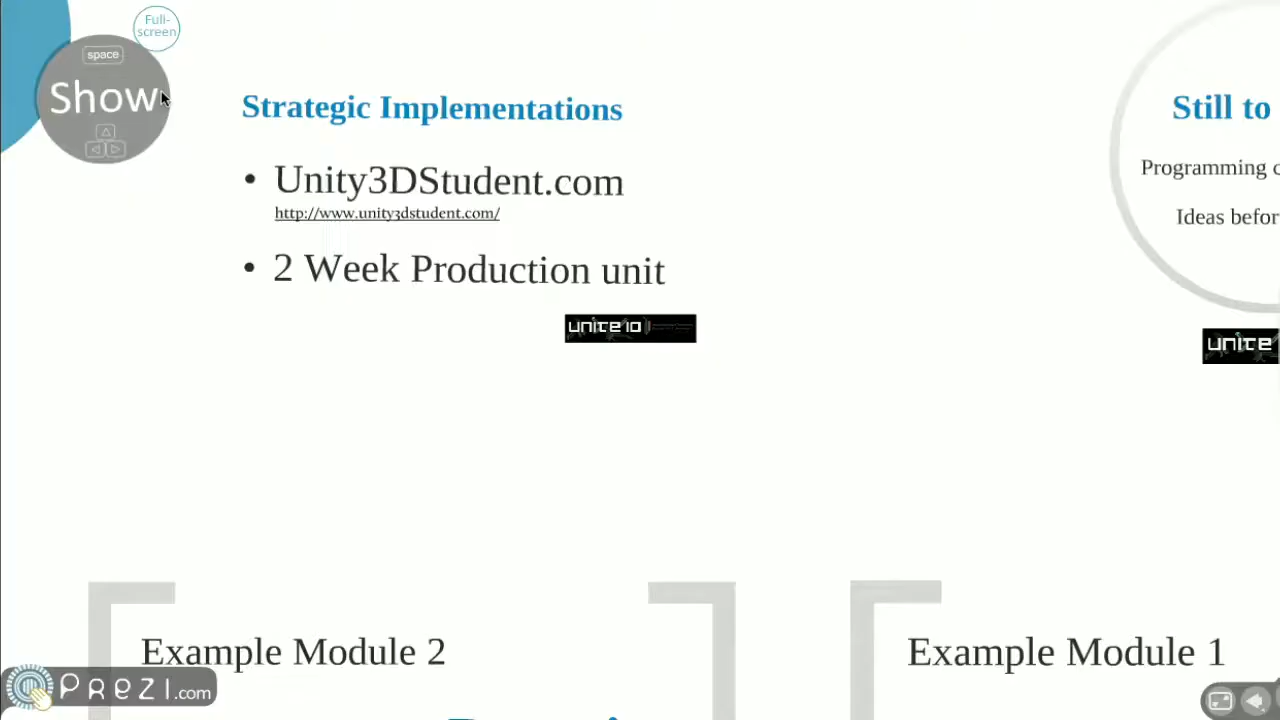 Full-
screen
space
Show
Strategic Implementations
• Unity3DStudent.com
http://www.unity3dstudent.com/
• 2 Week Production unit
unite 10
Still to
Programming c
Ideas befor
unite
Example Module 2
Example Module 1
Prezi.com